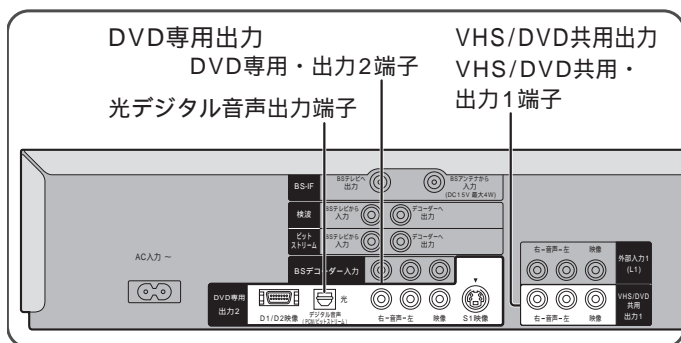 DVD専用出力
DVD専用・出力2端子
光デジタル音声出力端子
VHS/DVD共用出力
VHS/DVD共用・
出力1端子
BS-IF
BSテレビへ
出力
BSアンテナから
入力
(DC15V 最大4W)
検波
BSテレビから
入力
デコーダーへ
出力
ビット
ストリーム
BSテレビから
入力
デコーダーへ
出力
BSデコーダー入力
AC入力 ~
DVD専用
出力2
D1/D2映像
光
デジタル音声
(PCM/ビットストリーム)
右-音声-左
映像
S1映像
右-音声-左
映像
外部入力1
(L1)
右-音声-左
映像
VHS/DVD
共用
出力1